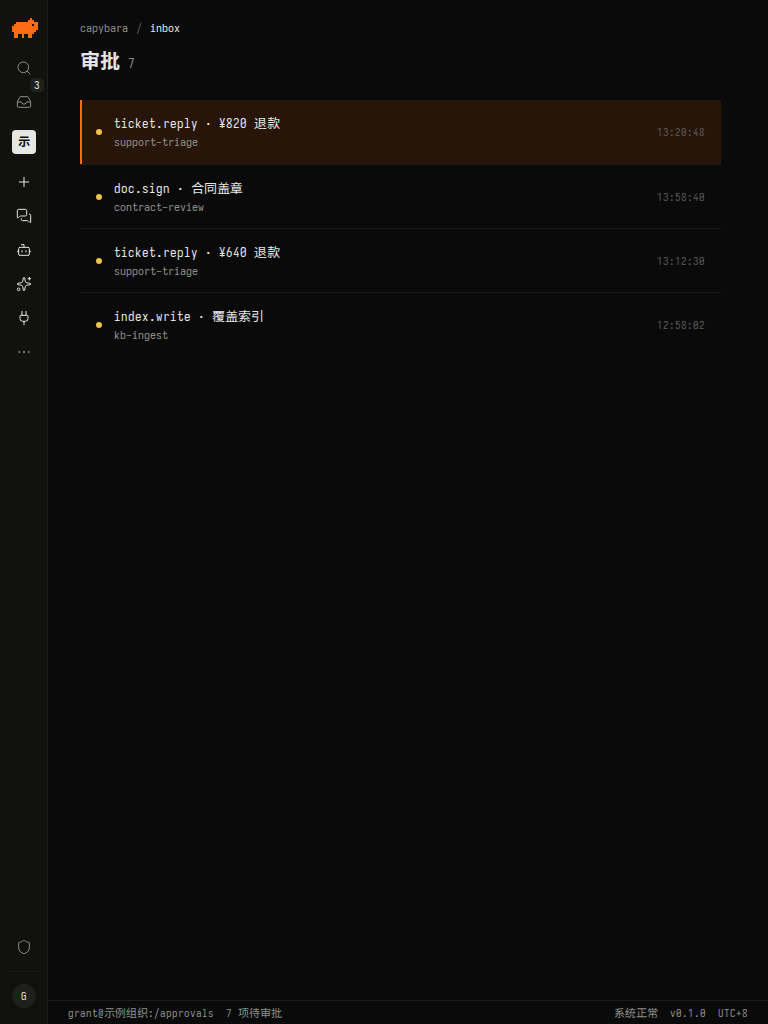 capybara / inbox
审批 7
3
示
ticket.reply · ¥820 退款
support-triage
13:20:48
doc.sign · 合同盖章
contract-review
13:58:40
ticket.reply · ¥640 退款
support-triage
13:12:30
index.write · 覆盖索引
kb-ingest
12:58:02
G
grant@示例组织:/approvals 7 项待审批
系统正常 v0.1.0 UTC+8